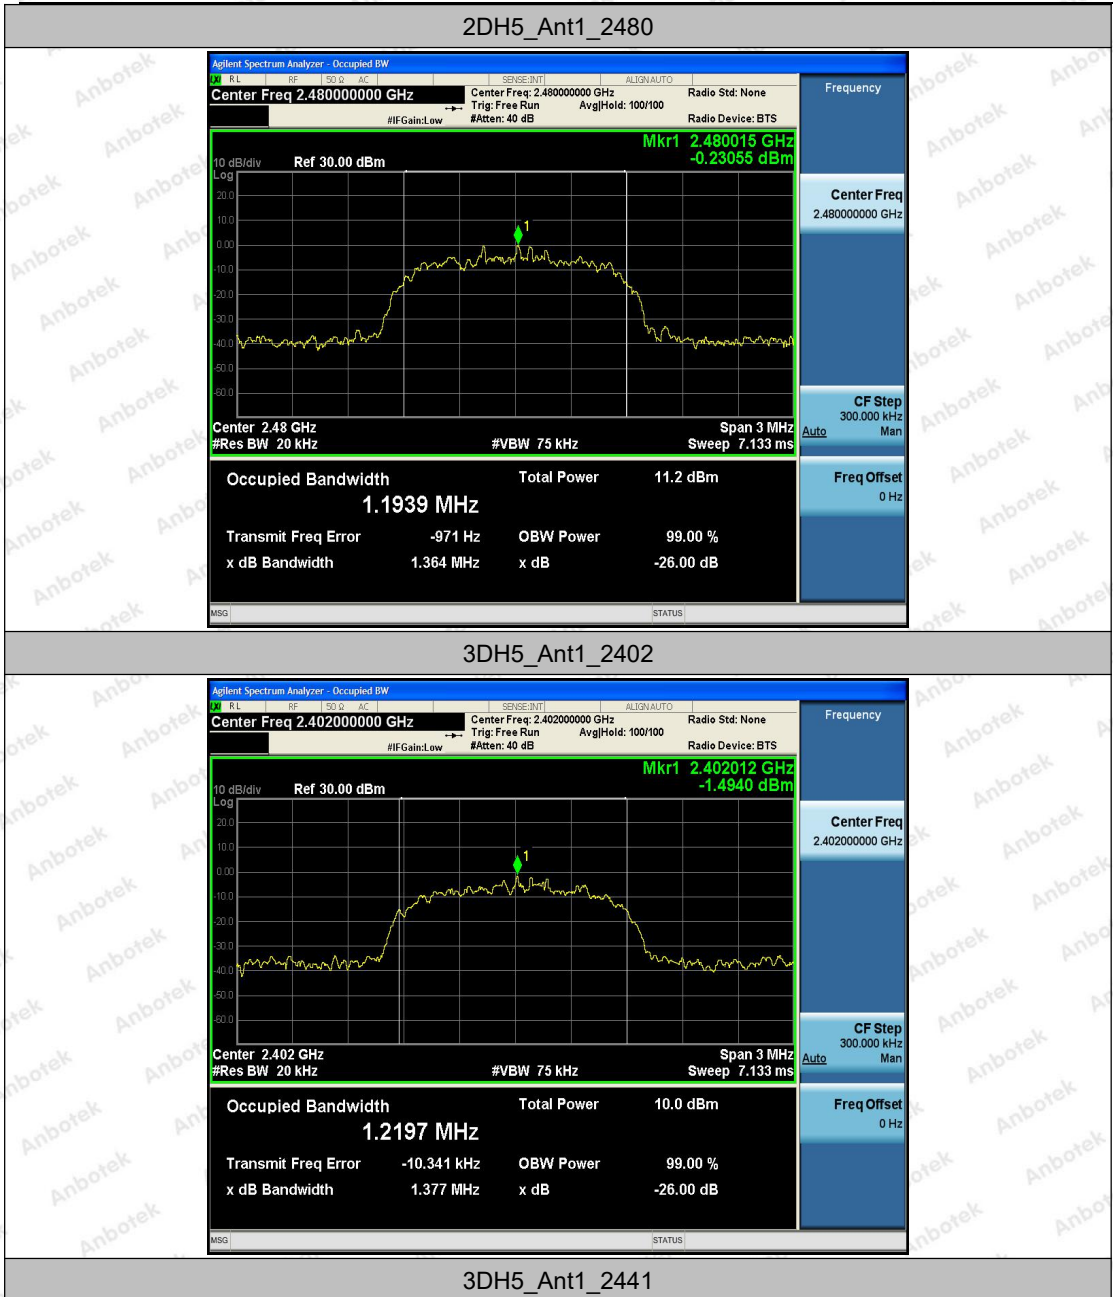 2DH5_Ant1_2480
Agilent Spectrum Analyzer - Occupied BW
LXI RL RF 50 Ω AC SENSE:INT ALIGNAUTO
Center Freq 2.480000000 GHz
Center Freq: 2.480000000 GHz
Radio Std: None
Trig: Free Run Avg|Hold: 100/100
#IFGain:Low #Atten: 40 dB Radio Device: BTS
Frequency
Mkr1 2.480015 GHz
-0.23055 dBm
10 dB/div Ref 30.00 dBm
Log
20.0
10.0
0.00
-10.0
-20.0
-30.0
-40.0
-50.0
-60.0
1
Center Freq
2.480000000 GHz
Center 2.48 GHz Span 3 MHz
#Res BW 20 kHz #VBW 75 kHz Sweep 7.133 ms
CF Step
300.000 kHz
Auto Man
Occupied Bandwidth Total Power 11.2 dBm
1.1939 MHz
Transmit Freq Error -971 Hz OBW Power 99.00 %
x dB Bandwidth 1.364 MHz x dB -26.00 dB
Freq Offset
0 Hz
MSG STATUS
3DH5_Ant1_2402
Agilent Spectrum Analyzer - Occupied BW
LXI RL RF 50 Ω AC SENSE:INT ALIGNAUTO
Center Freq 2.402000000 GHz
Center Freq: 2.402000000 GHz
Radio Std: None
Trig: Free Run Avg|Hold: 100/100
#IFGain:Low #Atten: 40 dB Radio Device: BTS
Frequency
Mkr1 2.402012 GHz
-1.4940 dBm
10 dB/div Ref 30.00 dBm
Log
20.0
10.0
0.00
-10.0
-20.0
-30.0
-40.0
-50.0
-60.0
1
Center Freq
2.402000000 GHz
Center 2.402 GHz Span 3 MHz
#Res BW 20 kHz #VBW 75 kHz Sweep 7.133 ms
CF Step
300.000 kHz
Auto Man
Occupied Bandwidth Total Power 10.0 dBm
1.2197 MHz
Transmit Freq Error -10.341 kHz OBW Power 99.00 %
x dB Bandwidth 1.377 MHz x dB -26.00 dB
Freq Offset
0 Hz
MSG STATUS
3DH5_Ant1_2441
Anbotek